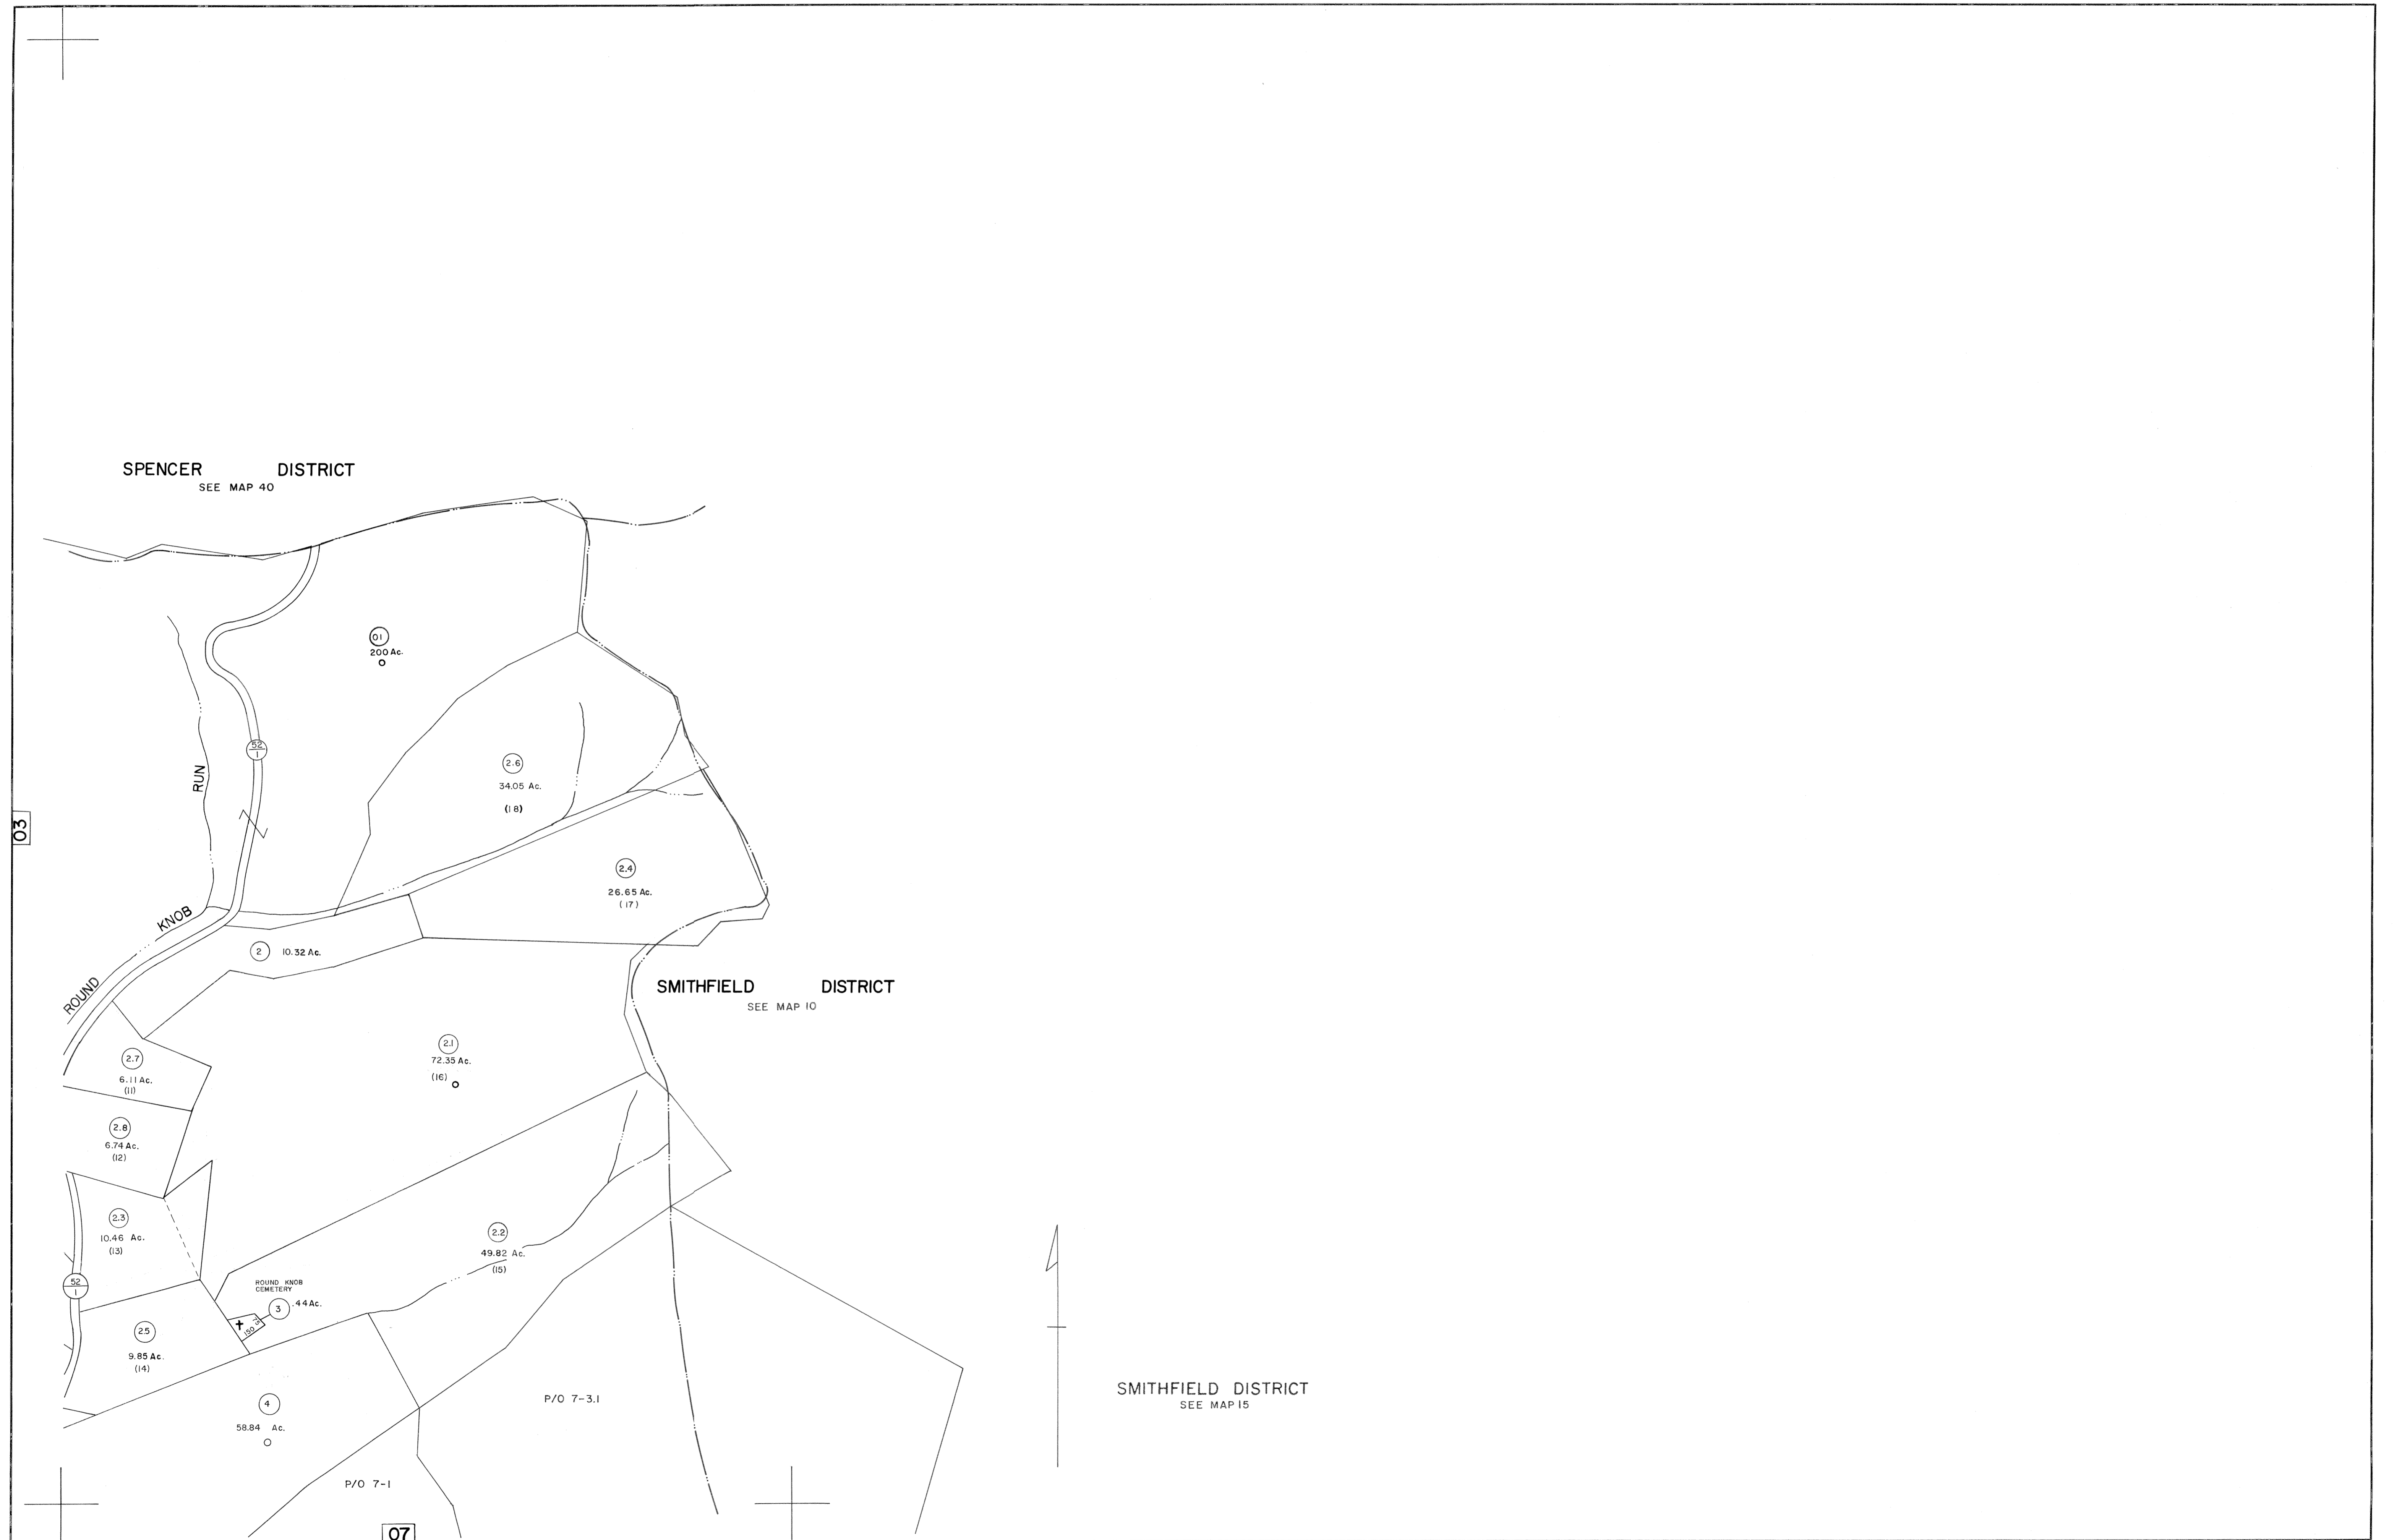 SPENCER DISTRICT
SEE MAP 40
01
200 Ac.
52
1
RUN
2.6
34.05 Ac.
(18)
03
2.4
26.65 Ac.
(17)
KNOB
2 10.32 Ac.
ROUND
SMITHFIELD DISTRICT
SEE MAP 10
2.1
72.35 Ac.
(16)
2.7
6.11 Ac.
(11)
2.8
6.74 Ac.
(12)
2.3
10.46 Ac.
(13)
2.2
49.82 Ac.
(15)
52
1
ROUND KNOB
CEMETERY
3 .44 Ac.
75
150
2.5
9.85 Ac.
(14)
4
58.84 Ac.
P/O 7-3.1
SMITHFIELD DISTRICT
SEE MAP 15
P/O 7-1
07